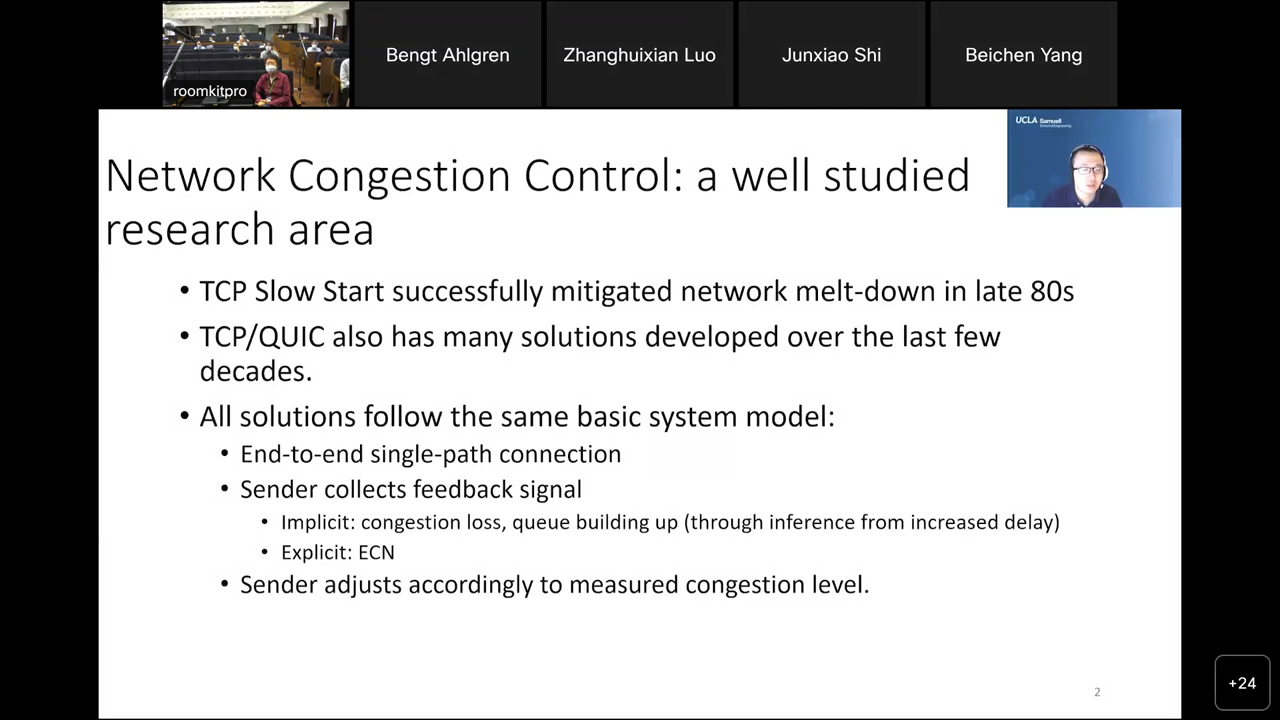 roomkitpro
Bengt Ahlgren
Zhanghuixian Luo
Junxiao Shi
Beichen Yang
UCLA Samueli
Network Congestion Control: a well studied
research area
• TCP Slow Start successfully mitigated network melt-down in late 80s
• TCP/QUIC also has many solutions developed over the last few
decades.
• All solutions follow the same basic system model:
• End-to-end single-path connection
• Sender collects feedback signal
• Implicit: congestion loss, queue building up (through inference from increased delay)
• Explicit: ECN
• Sender adjusts accordingly to measured congestion level.
2
+24